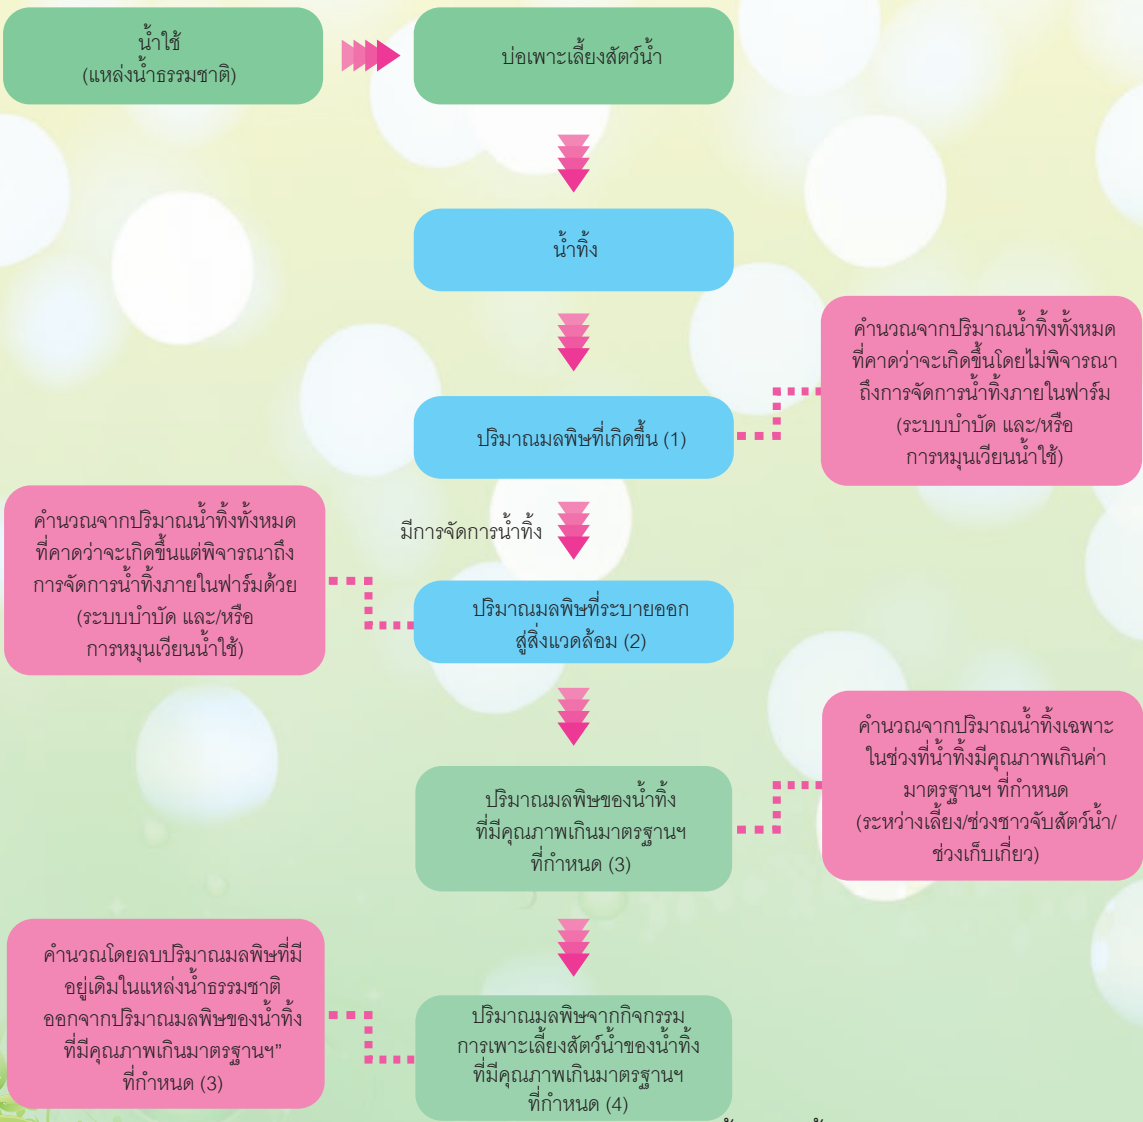 น้ำใช้
(แหล่งน้ำธรรมชาติ)
บ่อเพาะเลี้ยงสัตว์น้ำ
น้ำทิ้ง
ปริมาณมลพิษที่เกิดขึ้น (1)
คำนวณจากปริมาณน้ำทิ้งทั้งหมด
ที่คาดว่าจะเกิดขึ้นโดยไม่พิจารณา
ถึงการจัดการน้ำทิ้งภายในฟาร์ม
(ระบบบำบัด และ/หรือ
การหมุนเวียนน้ำใช้)
มีการจัดการน้ำทิ้ง
คำนวณจากปริมาณน้ำทิ้งทั้งหมด
ที่คาดว่าจะเกิดขึ้นแต่พิจารณาถึง
การจัดการน้ำทิ้งภายในฟาร์มด้วย
(ระบบบำบัด และ/หรือ
การหมุนเวียนน้ำใช้)
ปริมาณมลพิษที่ระบายออก
สู่สิ่งแวดล้อม (2)
ปริมาณมลพิษของน้ำทิ้ง
ที่มีคุณภาพเกินมาตรฐานฯ
ที่กำหนด (3)
คำนวณจากปริมาณน้ำทิ้งเฉพาะ
ในช่วงที่น้ำทิ้งมีคุณภาพเกินค่า
มาตรฐานฯ ที่กำหนด
(ระหว่างเลี้ยง/ช่วงชาวจับสัตว์น้ำ/
ช่วงเก็บเกี่ยว)
คำนวณโดยลบปริมาณมลพิษที่มี
อยู่เดิมในแหล่งน้ำธรรมชาติ
ออกจากปริมาณมลพิษของน้ำทิ้ง
ที่มีคุณภาพเกินมาตรฐานฯ”
ที่กำหนด (3)
ปริมาณมลพิษจากกิจกรรม
การเพาะเลี้ยงสัตว์น้ำของน้ำทิ้ง
ที่มีคุณภาพเกินมาตรฐานฯ
ที่กำหนด (4)